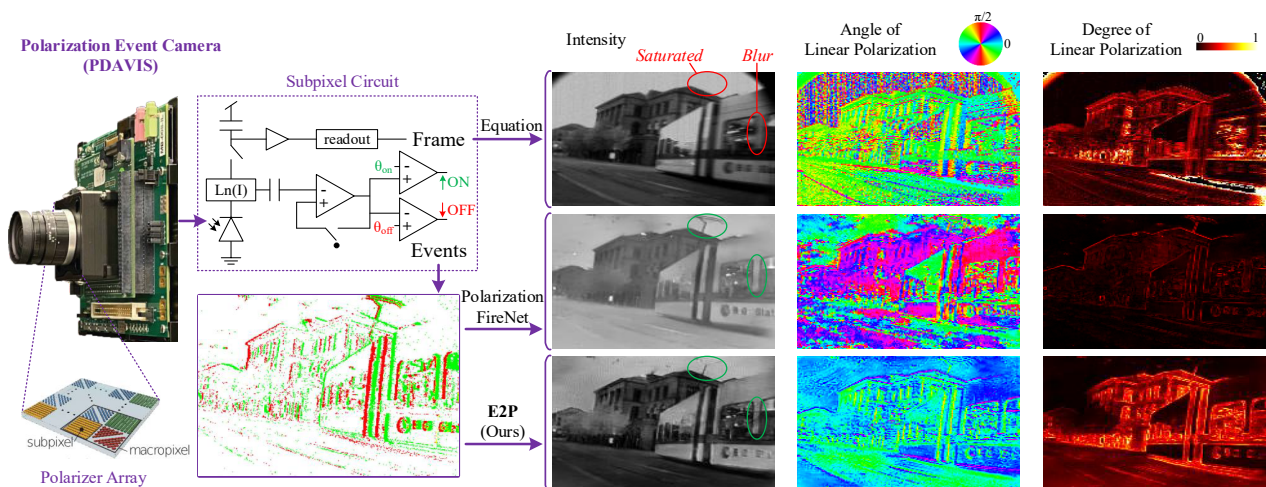 Polarization Event Camera
(PDAVIS)
Subpixel Circuit
readout
Frame
Ln(I)
θon
ON
OFF
θoff
Events
subpixel
macropixel
Polarizer Array
Equation
Polarization
FireNet
E2P
(Ours)
Intensity
Saturated
Blur
Angle of
Linear Polarization
π/2
0
Degree of
Linear Polarization
0
1